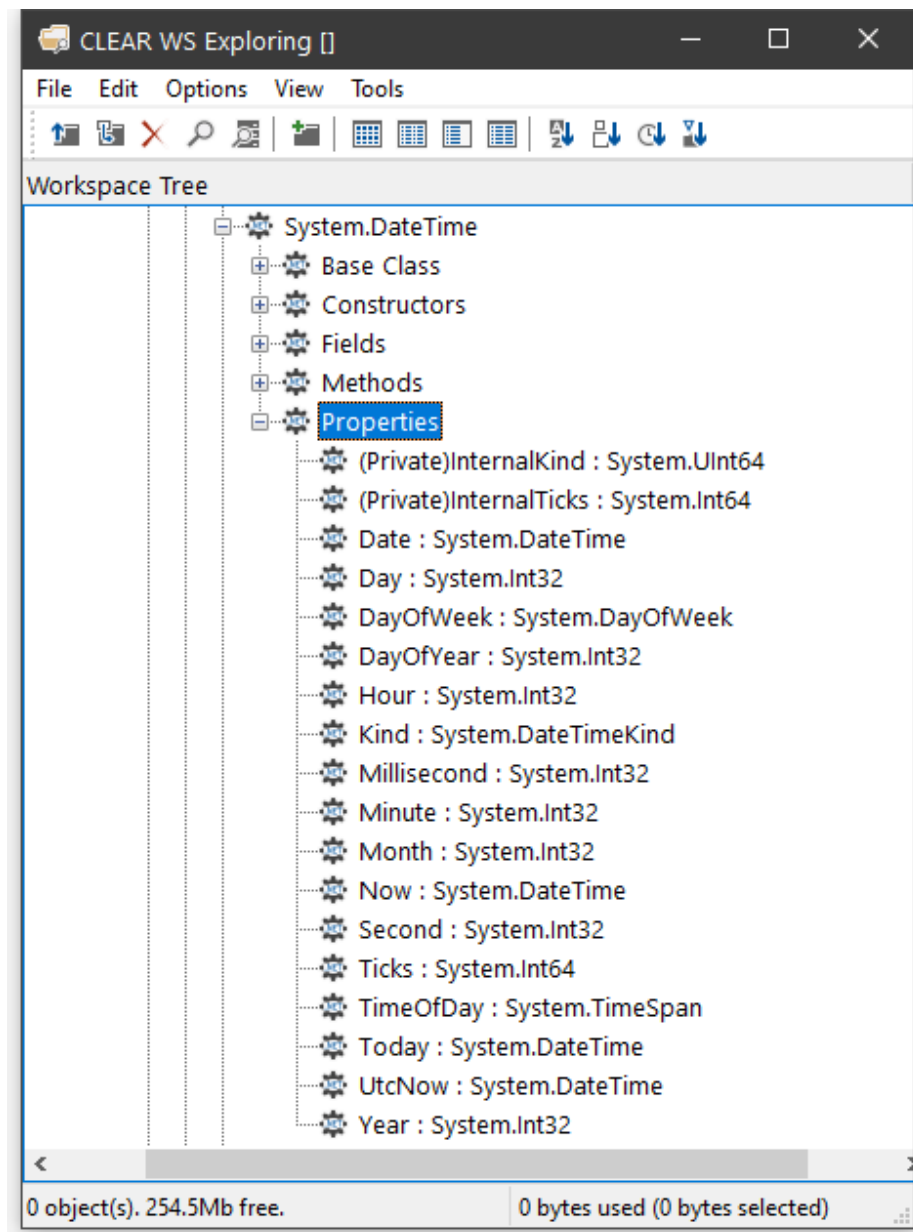 CLEAR WS Exploring []
File Edit Options View Tools
Workspace Tree
System.DateTime
Base Class
Constructors
Fields
Methods
Properties
(Private)InternalKind : System.UInt64
(Private)InternalTicks : System.Int64
Date : System.DateTime
Day : System.Int32
DayOfWeek : System.DayOfWeek
DayOfYear : System.Int32
Hour : System.Int32
Kind : System.DateTimeKind
Millisecond : System.Int32
Minute : System.Int32
Month : System.Int32
Now : System.DateTime
Second : System.Int32
Ticks : System.Int64
TimeOfDay : System.TimeSpan
Today : System.DateTime
UtcNow : System.DateTime
Year : System.Int32
0 object(s). 254.5Mb free. 0 bytes used (0 bytes selected)